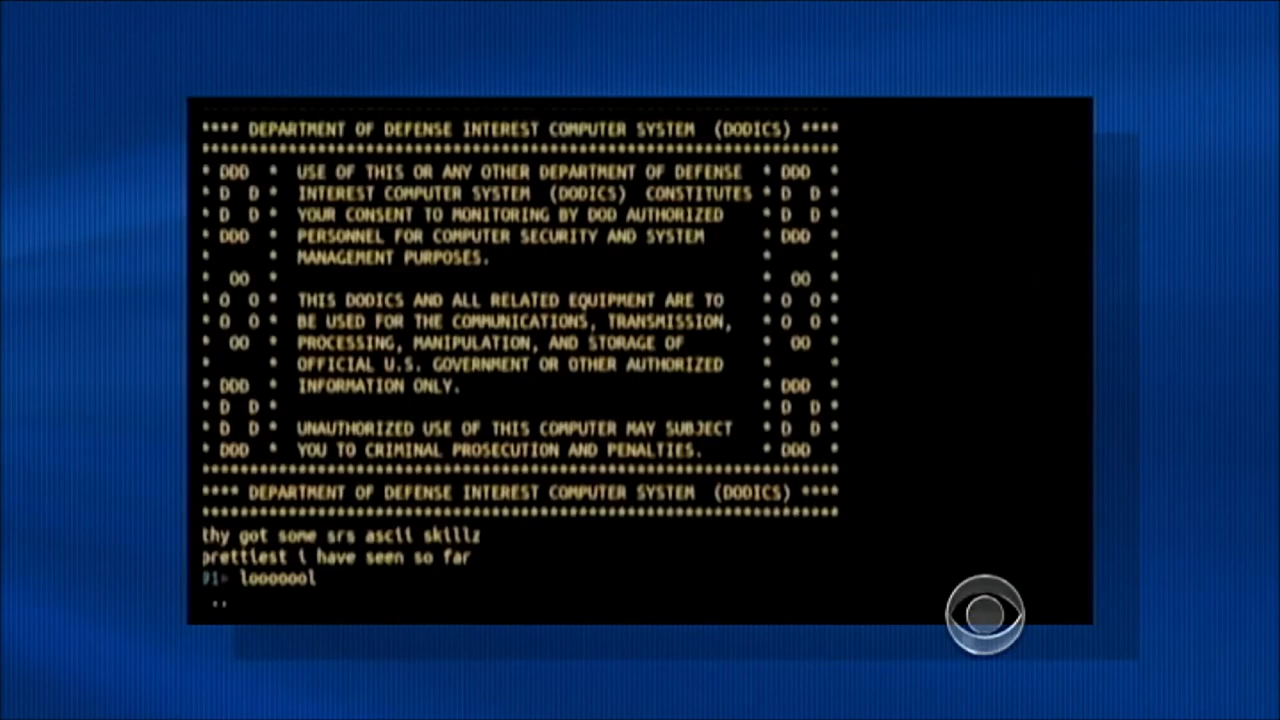 **** DEPARTMENT OF DEFENSE INTEREST COMPUTER SYSTEM (DODICS) ****
*****************************************************************
* DDD * USE OF THIS OR ANY OTHER DEPARTMENT OF DEFENSE * DDD *
* D D * INTEREST COMPUTER SYSTEM (DODICS) CONSTITUTES * D D *
* D D * YOUR CONSENT TO MONITORING BY DOD AUTHORIZED * D D *
* DDD * PERSONNEL FOR COMPUTER SECURITY AND SYSTEM * DDD *
* * MANAGEMENT PURPOSES. * *
* OO * * OO *
* O O * THIS DODICS AND ALL RELATED EQUIPMENT ARE TO * O O *
* O O * BE USED FOR THE COMMUNICATIONS, TRANSMISSION, * O O *
* OO * PROCESSING, MANIPULATION, AND STORAGE OF * OO *
* * OFFICIAL U.S. GOVERNMENT OR OTHER AUTHORIZED * *
* DDD * INFORMATION ONLY. * DDD *
* D D * * D D *
* D D * UNAUTHORIZED USE OF THIS COMPUTER MAY SUBJECT * D D *
* DDD * YOU TO CRIMINAL PROSECUTION AND PENALTIES. * DDD *
*****************************************************************
**** DEPARTMENT OF DEFENSE INTEREST COMPUTER SYSTEM (DODICS) ****
*****************************************************************
thy got some srs ascii skillz
prettiest i have seen so far
looooool